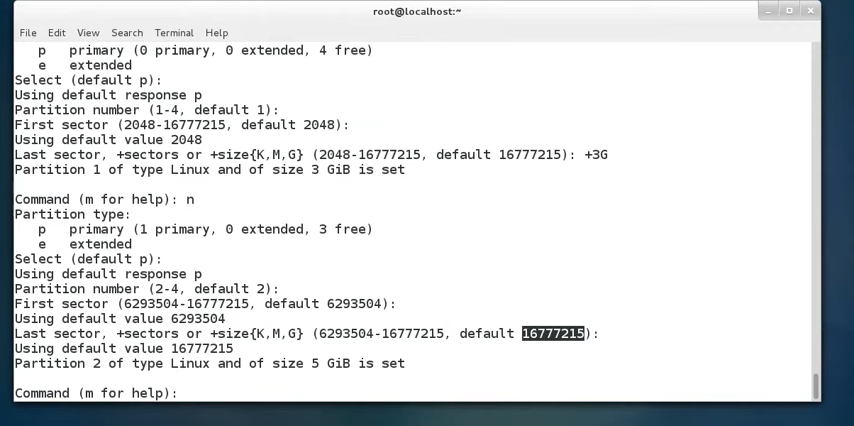 root@localhost:~
File Edit View Search Terminal Help
p primary (0 primary, 0 extended, 4 free)
e extended
Select (default p):
Using default response p
Partition number (1-4, default 1):
First sector (2048-16777215, default 2048):
Using default value 2048
Last sector, +sectors or +size{K,M,G} (2048-16777215, default 16777215): +3G
Partition 1 of type Linux and of size 3 GiB is set
Command (m for help): n
Partition type:
p primary (1 primary, 0 extended, 3 free)
e extended
Select (default p):
Using default response p
Partition number (2-4, default 2):
First sector (6293504-16777215, default 6293504):
Using default value 6293504
Last sector, +sectors or +size{K,M,G} (6293504-16777215, default 16777215):
Using default value 16777215
Partition 2 of type Linux and of size 5 GiB is set
Command (m for help):